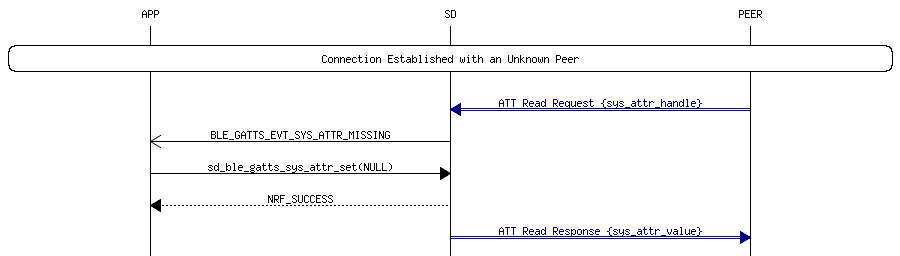 APP SD PEER
Connection Established with an Unknown Peer
ATT Read Request {sys_attr_handle}
BLE_GATTS_EVT_SYS_ATTR_MISSING
sd_ble_gatts_sys_attr_set(NULL)
NRF_SUCCESS
ATT Read Response {sys_attr_value}